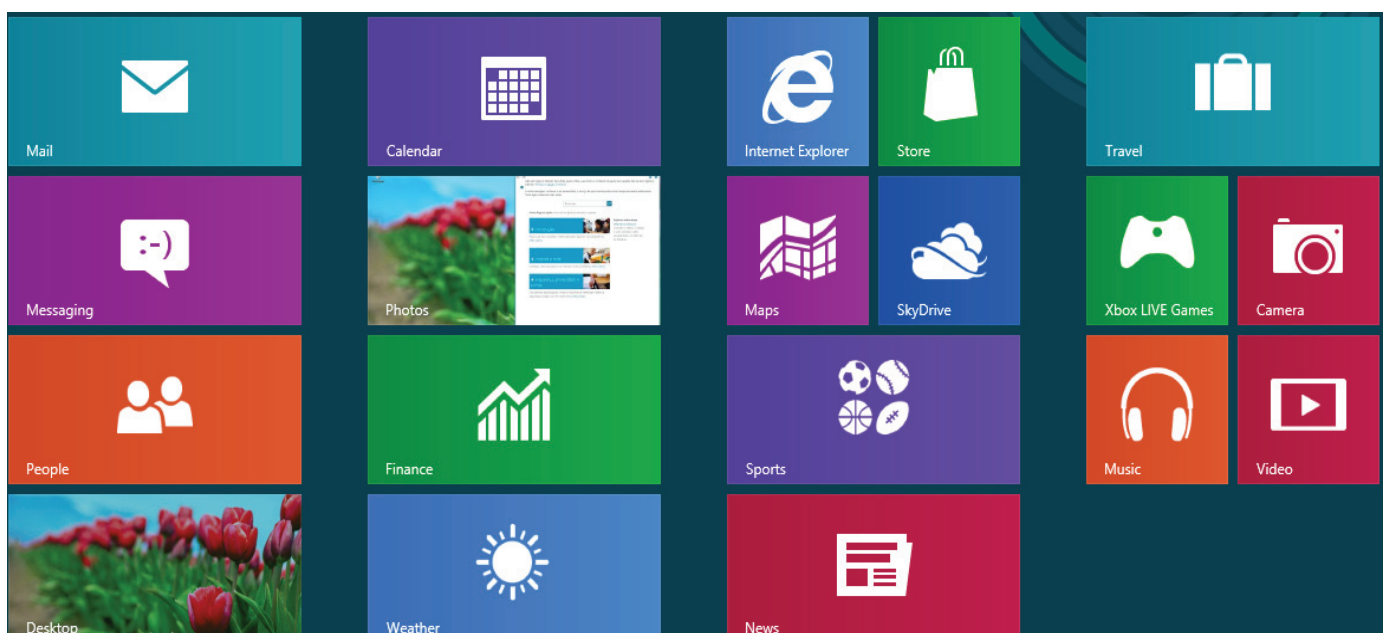 Mail
Calendar
Internet Explorer
Store
Travel
:-)
Messaging
Photos
Maps
SkyDrive
Xbox LIVE Games
Camera
People
Finance
Sports
Music
Video
Desktop
Weather
News